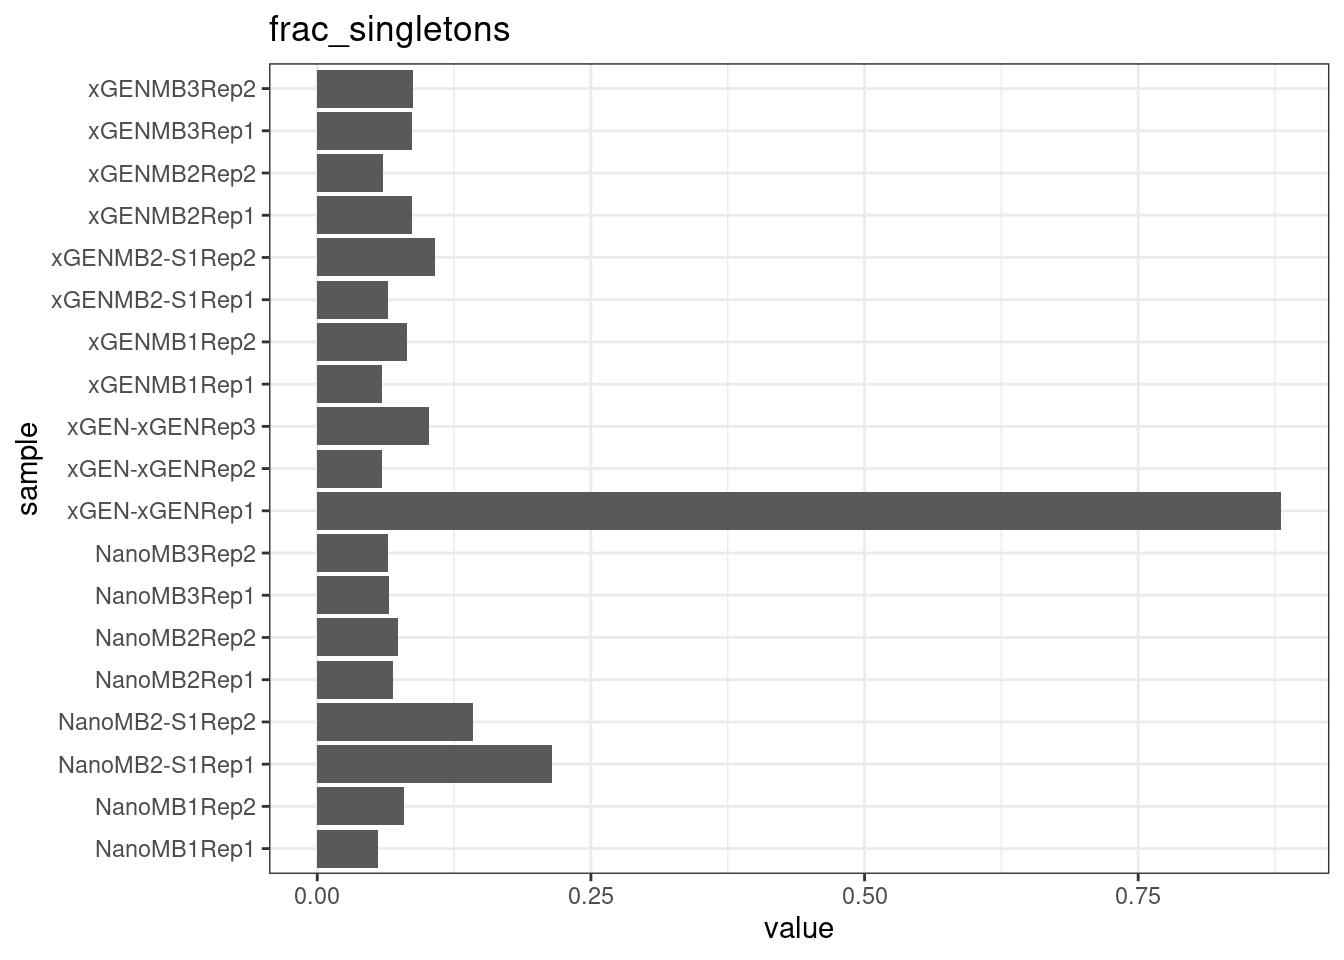 frac_singletons
xGENMB3Rep2
xGENMB3Rep1
xGENMB2Rep2
xGENMB2Rep1
xGENMB2-S1Rep2
xGENMB2-S1Rep1
xGENMB1Rep2
xGENMB1Rep1
xGEN-xGENRep3
xGEN-xGENRep2
xGEN-xGENRep1
NanoMB3Rep2
NanoMB3Rep1
NanoMB2Rep2
NanoMB2Rep1
NanoMB2-S1Rep2
NanoMB2-S1Rep1
NanoMB1Rep2
NanoMB1Rep1
sample
0.00 0.25 0.50 0.75
value